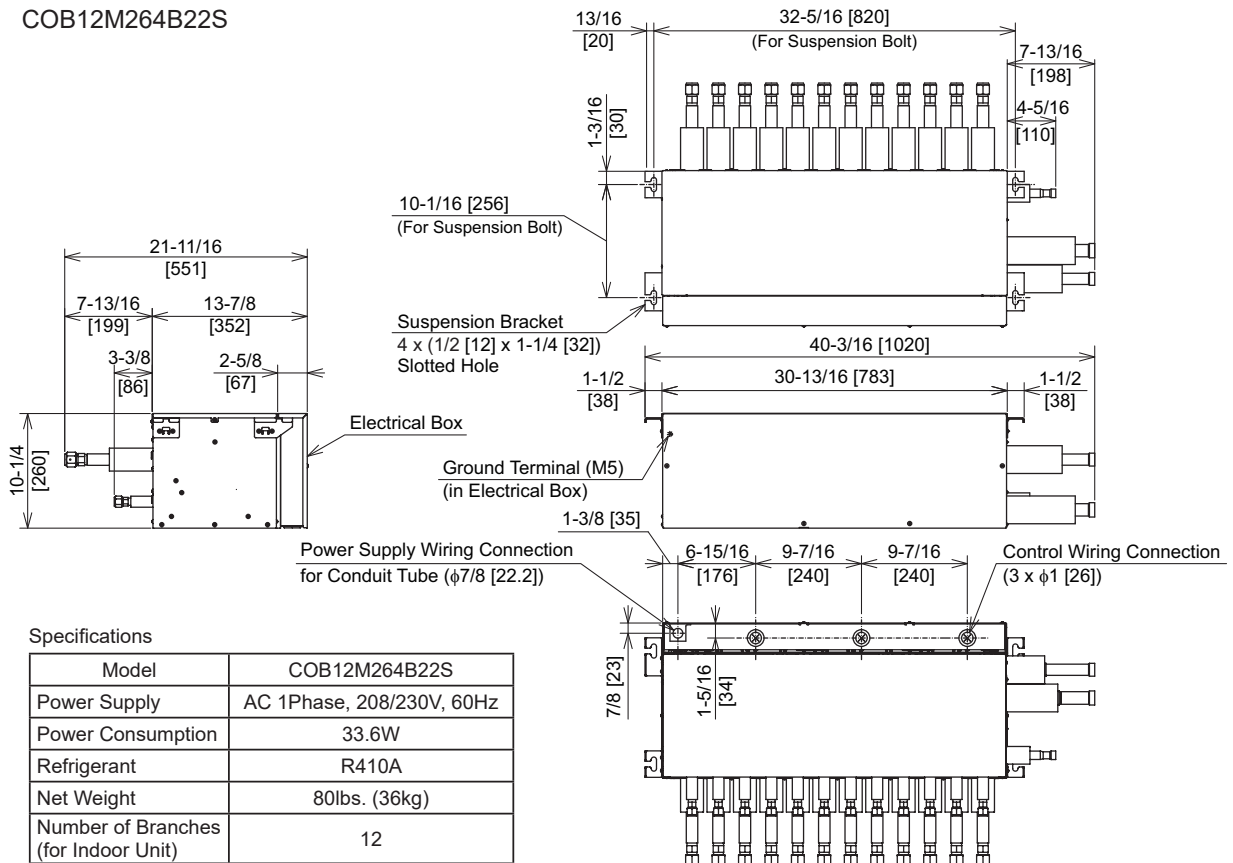 COB12M264B22S
13/16
[20]
32-5/16 [820]
(For Suspension Bolt)
7-13/16
[198]
4-5/16
[110]
1-3/16
[30]
10-1/16 [256]
(For Suspension Bolt)
21-11/16
[551]
7-13/16
[199]
13-7/8
[352]
3-3/8
[86]
2-5/8
[67]
Suspension Bracket
4 x (1/2 [12] x 1-1/4 [32])
Slotted Hole
40-3/16 [1020]
1-1/2
[38]
30-13/16 [783]
1-1/2
[38]
Electrical Box
10-1/4
[260]
Ground Terminal (M5)
(in Electrical Box)
1-3/8 [35]
Power Supply Wiring Connection
for Conduit Tube (ϕ7/8 [22.2])
6-15/16
[176]
9-7/16
[240]
9-7/16
[240]
Control Wiring Connection
(3 x ϕ1 [26])
7/8 [23]
1-5/16
[34]
Specifications
Model COB12M264B22S
Power Supply AC 1Phase, 208/230V, 60Hz
Power Consumption 33.6W
Refrigerant R410A
Net Weight 80lbs. (36kg)
Number of Branches
(for Indoor Unit) 12